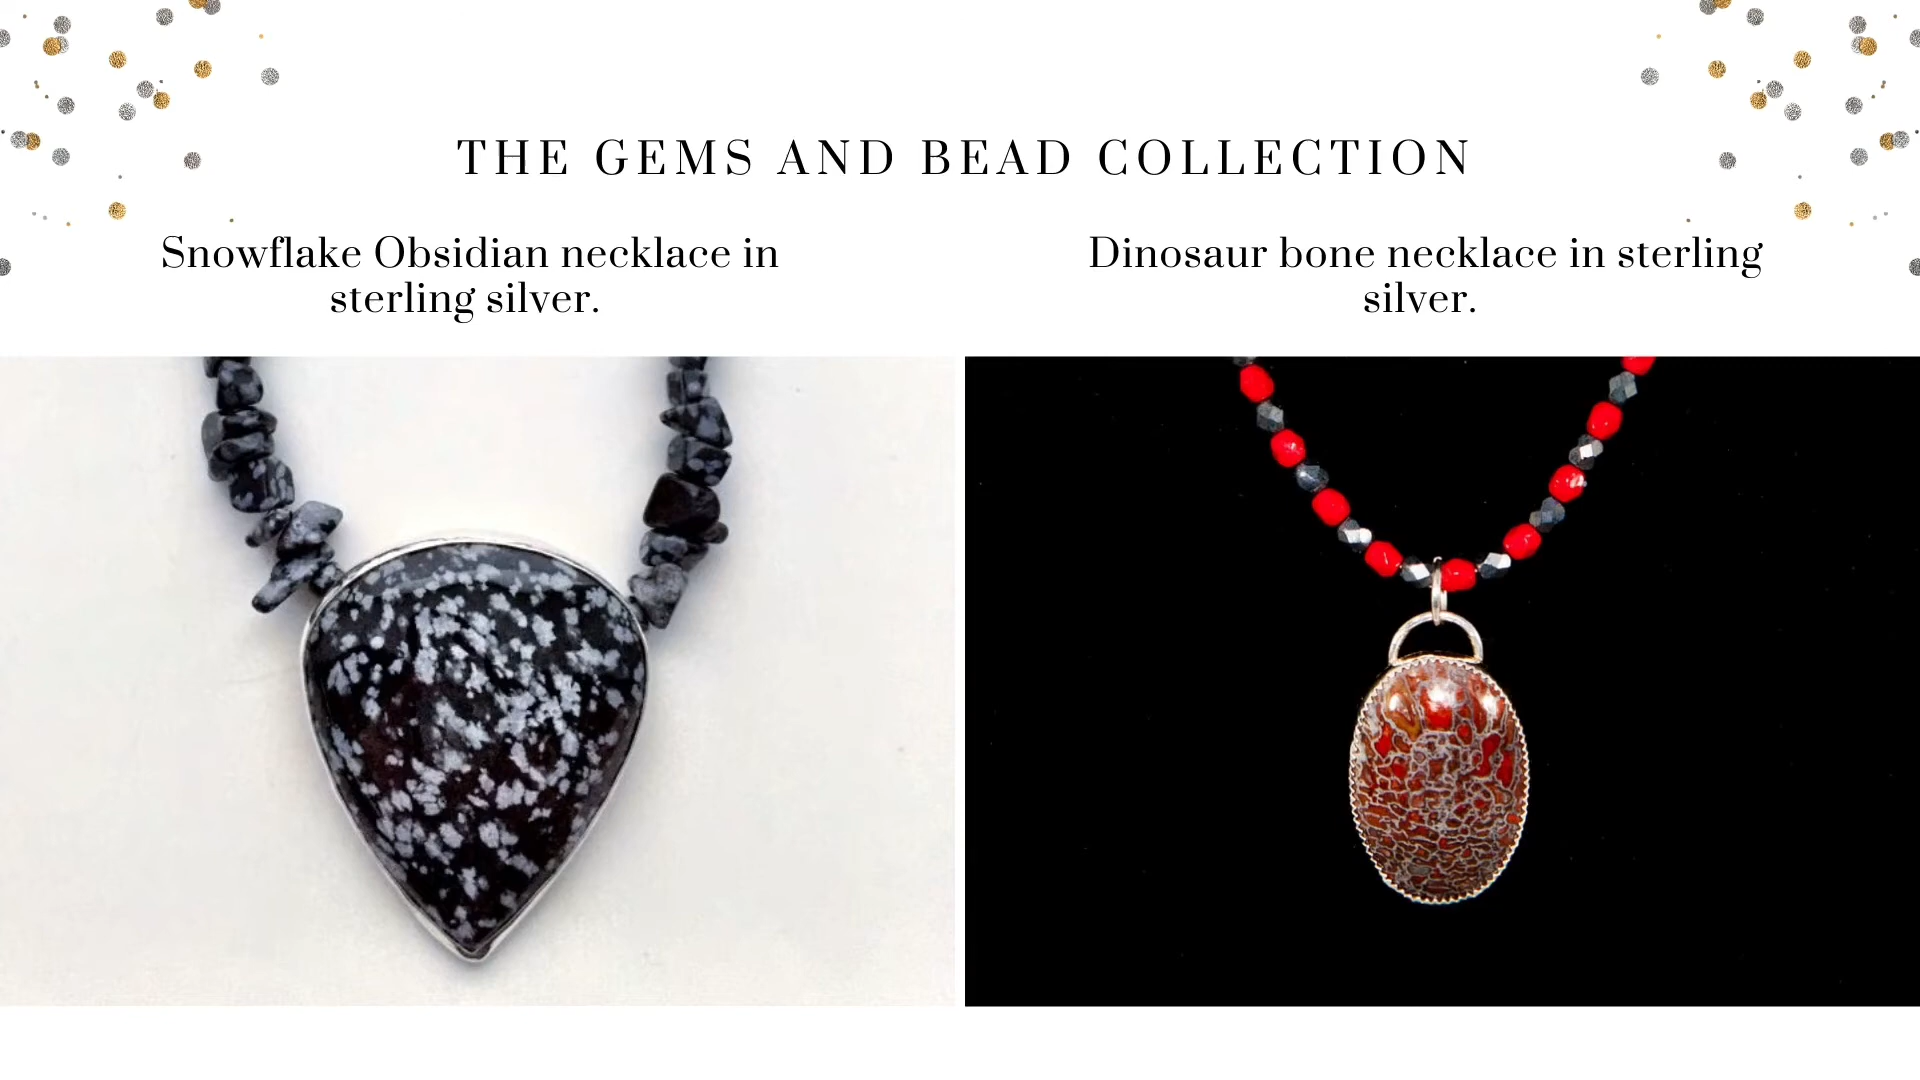 THE GEMS AND BEAD COLLECTION
Snowflake Obsidian necklace in
sterling silver.
Dinosaur bone necklace in sterling
silver.